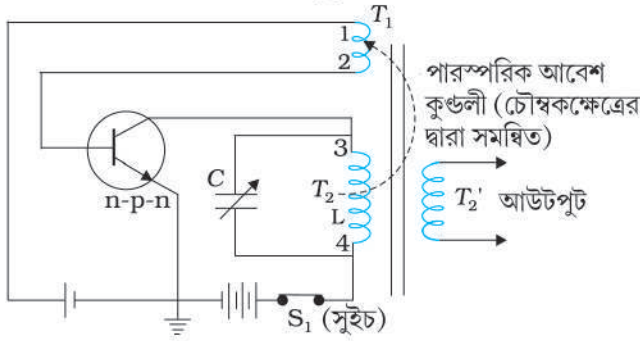 T₁
1
2
পারস্পরিক আবেশ
কুণ্ডলী (চৌম্বকক্ষেত্রের
দ্বারা সমন্বিত)
3
C
T₂
L
4
n-p-n
T₂' আউটপুট
S₁ (সুইচ)